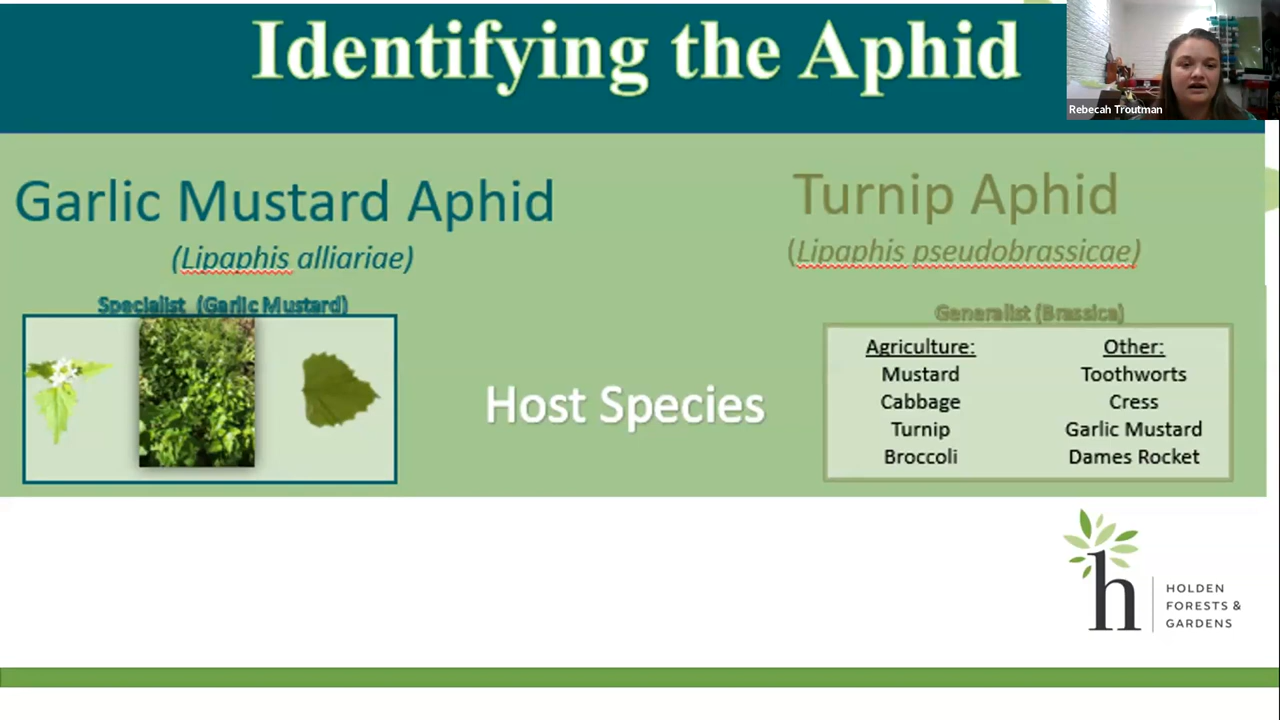 Identifying the Aphid
Rebecah Troutman
Garlic Mustard Aphid
(Lipaphis alliariae)
Specialist (Garlic Mustard)
Turnip Aphid
(Lipaphis pseudobrassicae)
Generalist (Brassica)
Host Species
Agriculture:
Mustard
Cabbage
Turnip
Broccoli
Other:
Toothworts
Cress
Garlic Mustard
Dames Rocket
h
HOLDEN
FORESTS &
GARDENS